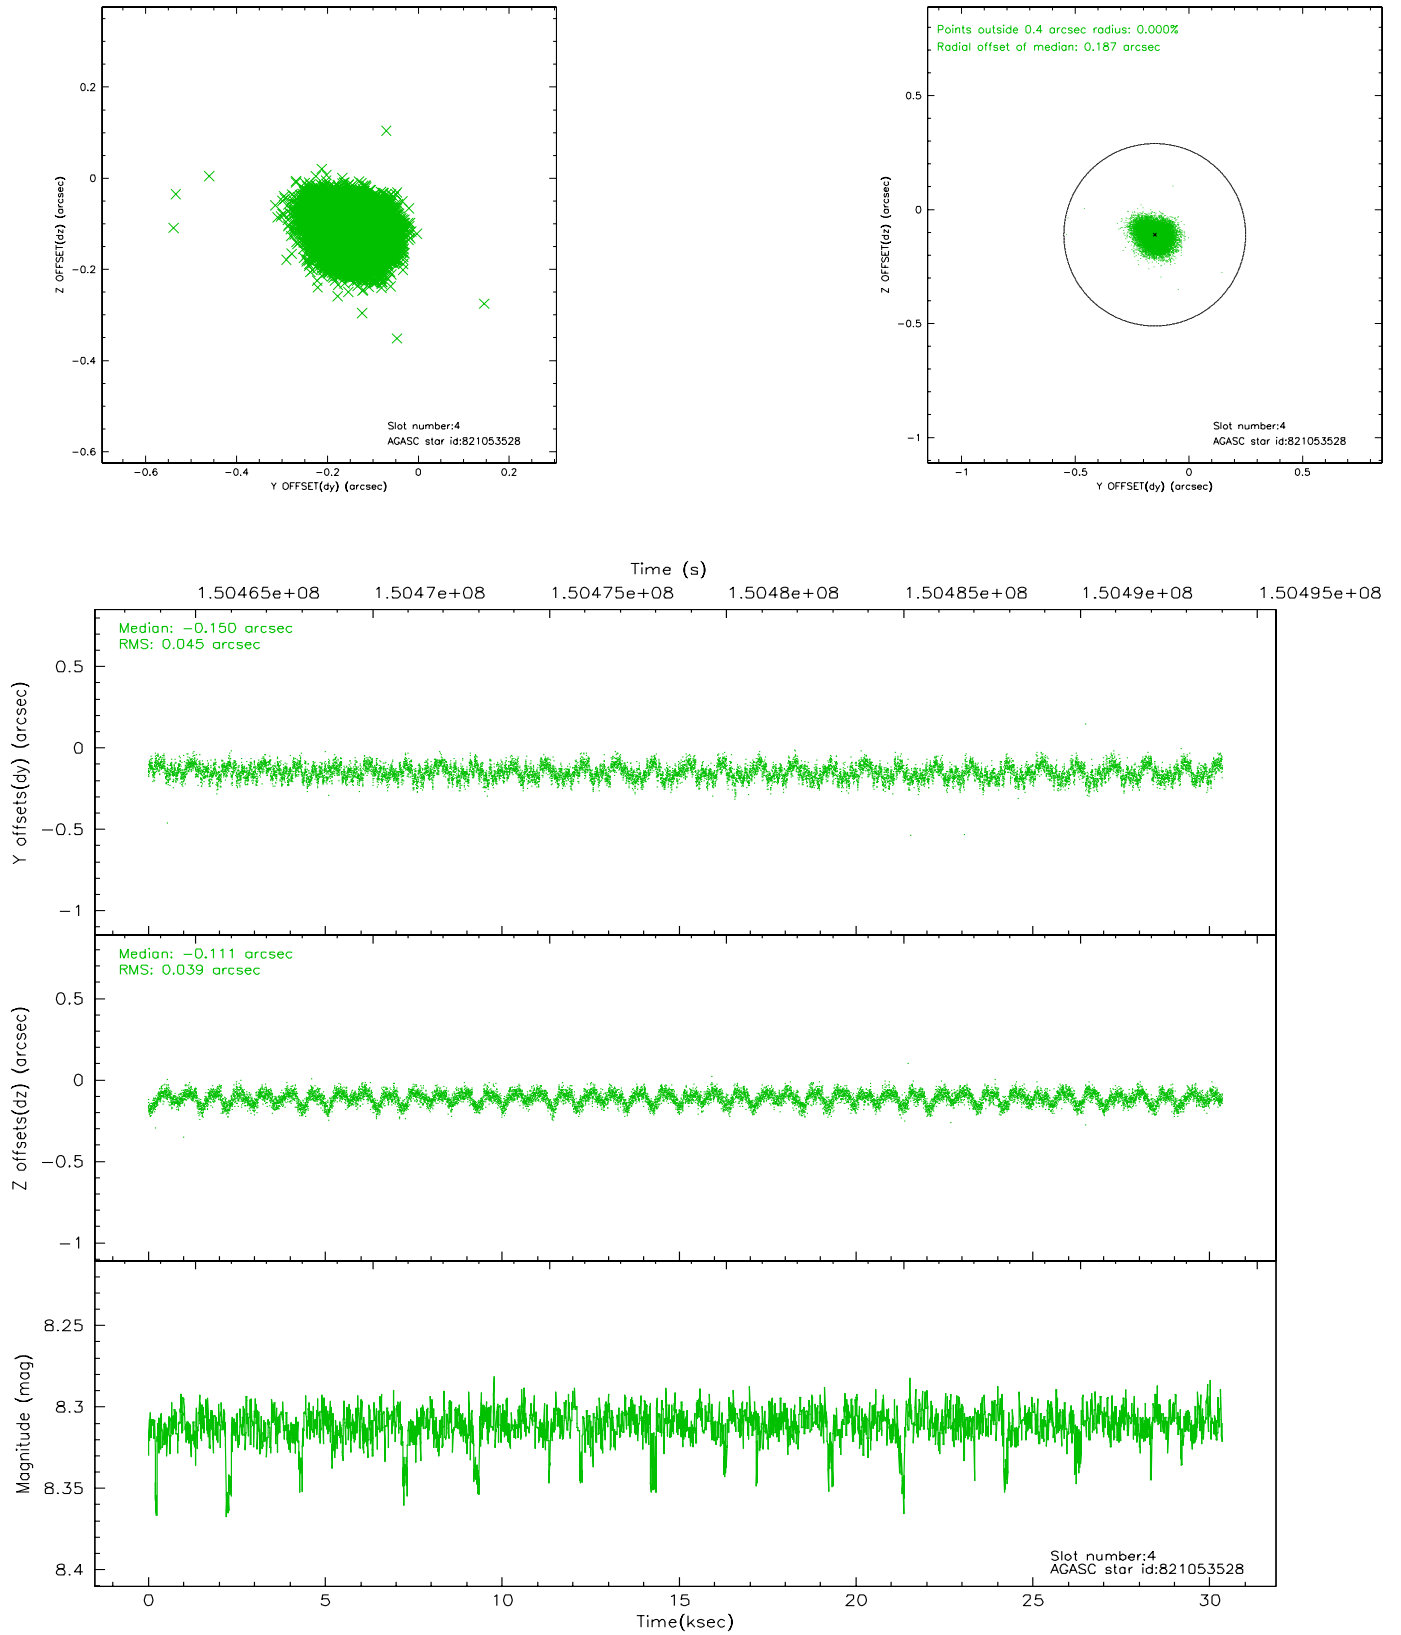 0.2
0
−0.2
−0.4
−0.6
Z OFFSET(dz) (arcsec)
Slot number:4
AGASC star id:821053528
−0.6 −0.4 −0.2 0 0.2
Y OFFSET(dy) (arcsec)
Points outside 0.4 arcsec radius: 0.000%
Radial offset of median: 0.187 arcsec
0.5
0
−0.5
−1
Z OFFSET(dz) (arcsec)
Slot number:4
AGASC star id:821053528
−1 −0.5 0 0.5
Y OFFSET(dy) (arcsec)
Time (s)
1.50465e+08 1.5047e+08 1.50475e+08 1.5048e+08 1.50485e+08 1.5049e+08 1.50495e+08
Median: −0.150 arcsec
RMS: 0.045 arcsec
0.5
0
−0.5
−1
Y offsets(dy) (arcsec)
Median: −0.111 arcsec
RMS: 0.039 arcsec
0.5
0
−0.5
−1
Z offsets(dz) (arcsec)
8.25
8.3
8.35
8.4
Magnitude (mag)
Slot number:4
AGASC star id:821053528
0 5 10 15 20 25 30
Time(ksec)